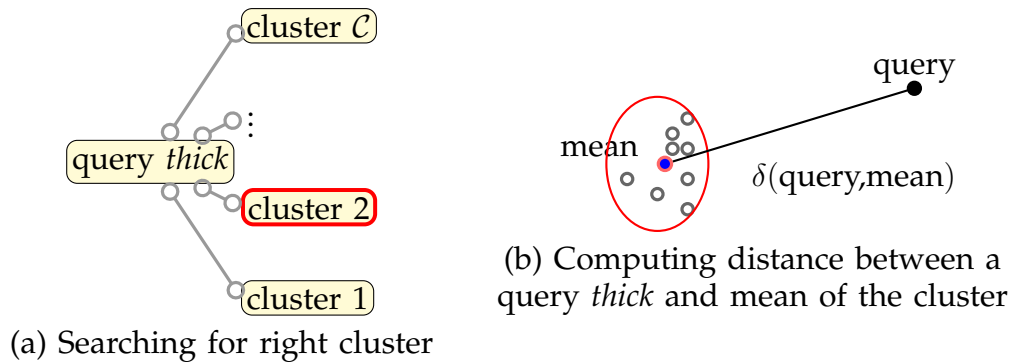 cluster C
⋮
query thick
cluster 2
cluster 1
(a) Searching for right cluster
query
mean
δ(query,mean)
(b) Computing distance between a
query thick and mean of the cluster